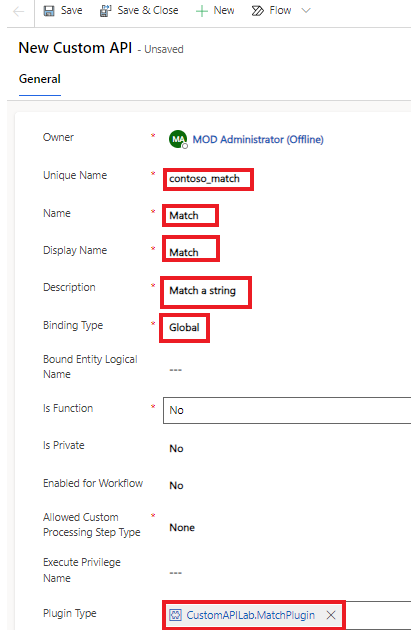 Save Save & Close New Flow
New Custom API - Unsaved
General
Owner * MA MOD Administrator (Offline)
Unique Name * contoso_match
Name * Match
Display Name * Match
Description * Match a string
Binding Type * Global
Bound Entity Logical
Name
---
Is Function * No
Is Private No
Enabled for Workflow No
Allowed Custom
Processing Step Type
* None
Execute Privilege
Name
---
Plugin Type CustomAPILab.MatchPlugin